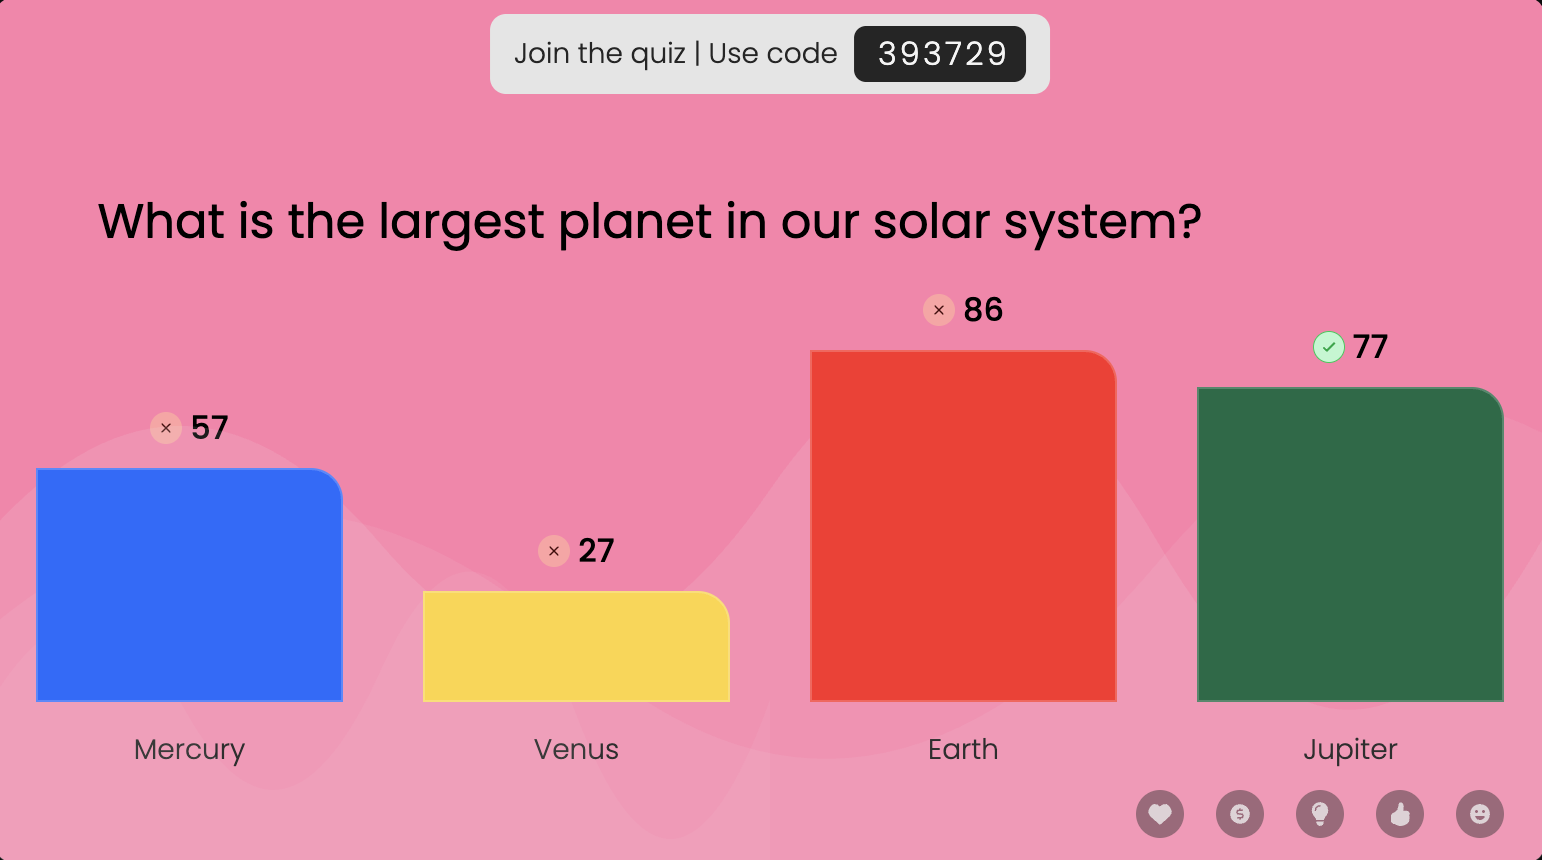 Join the quiz | Use code 393729
What is the largest planet in our solar system?
57
27
86
77
Mercury
Venus
Earth
Jupiter